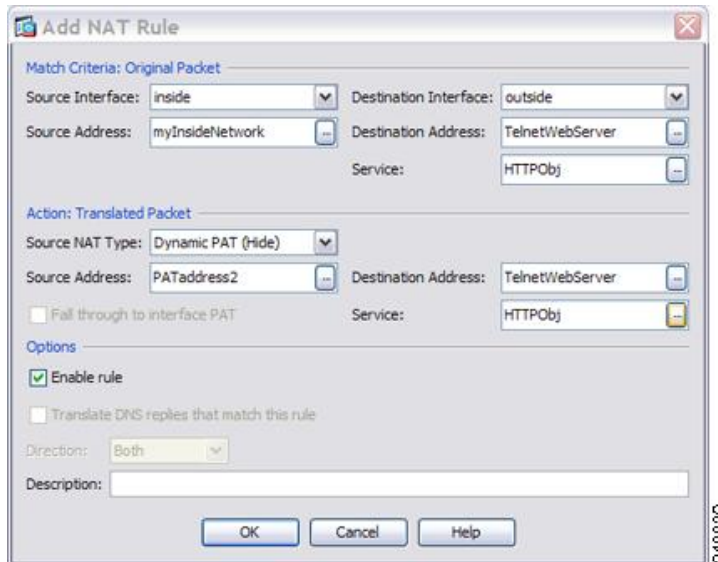 Add NAT Rule
Match Criteria: Original Packet
Source Interface: inside Destination Interface: outside
Source Address: myInsideNetwork ... Destination Address: TelnetWebServer ...
Service: HTTPObj ...
Action: Translated Packet
Source NAT Type: Dynamic PAT (Hide)
Source Address: PATaddress2 ... Destination Address: TelnetWebServer ...
Fall through to interface PAT Service: HTTPObj ...
Options
Enable rule
Translate DNS replies that match this rule
Direction: Both
Description:
OK Cancel Help